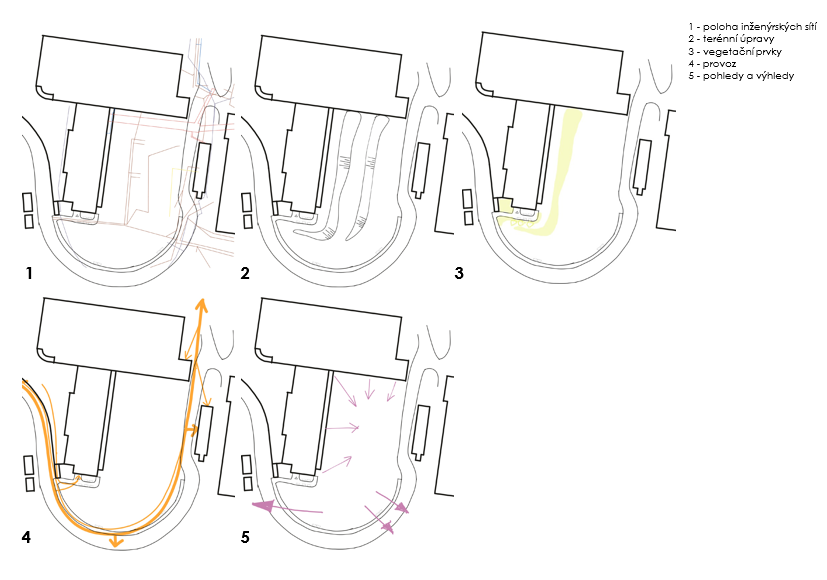 1 - poloha inženýrských sítí
2 - terénní úpravy
3 - vegetační prvky
4 - provoz
5 - pohledy a výhledy
1
2
3
4
5